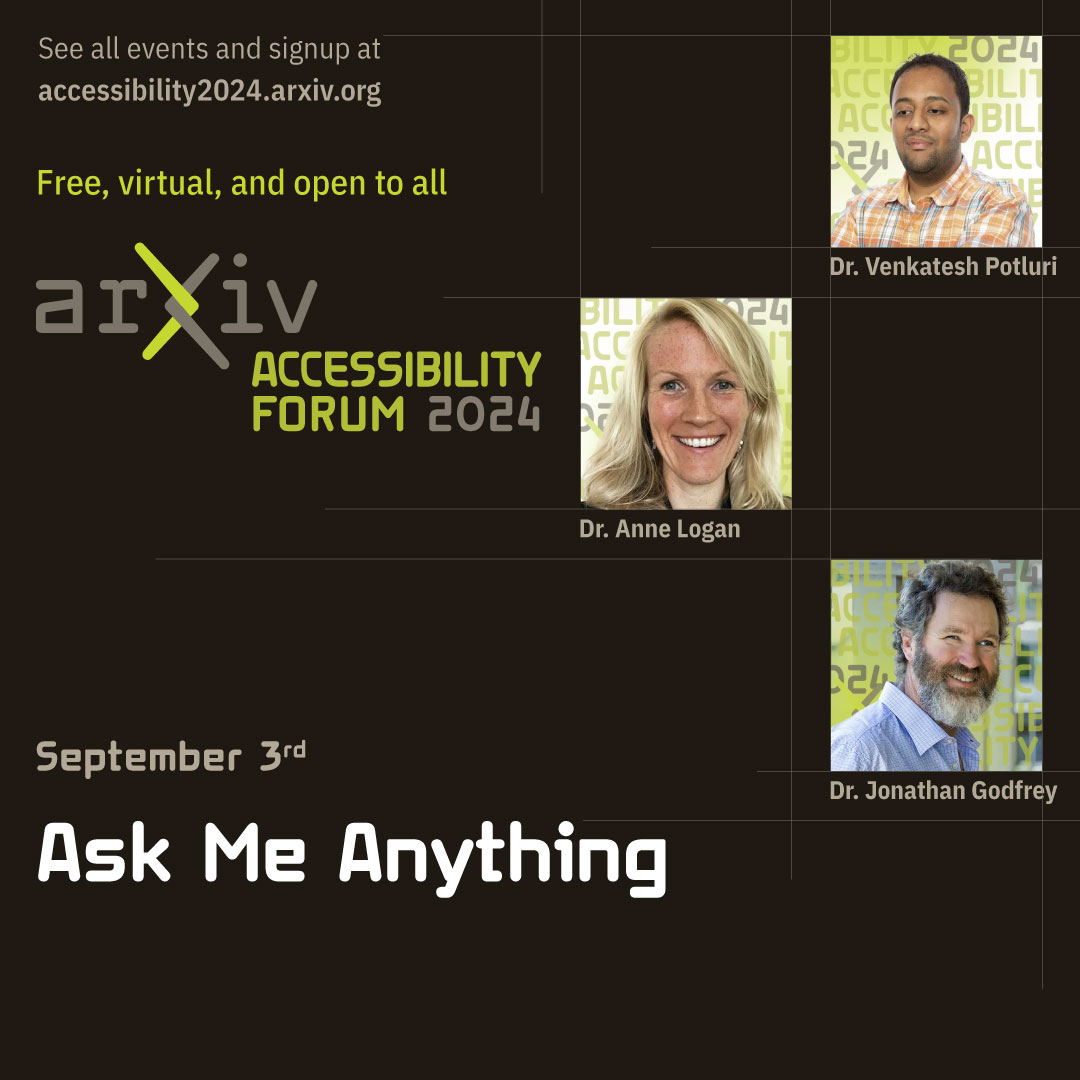 See all events and signup at
accessibility2024.arxiv.org
Free, virtual, and open to all
arXiv
ACCESSIBILITY
FORUM 2024
Dr. Venkatesh Potluri
Dr. Anne Logan
Dr. Jonathan Godfrey
September 3rd
Ask Me Anything